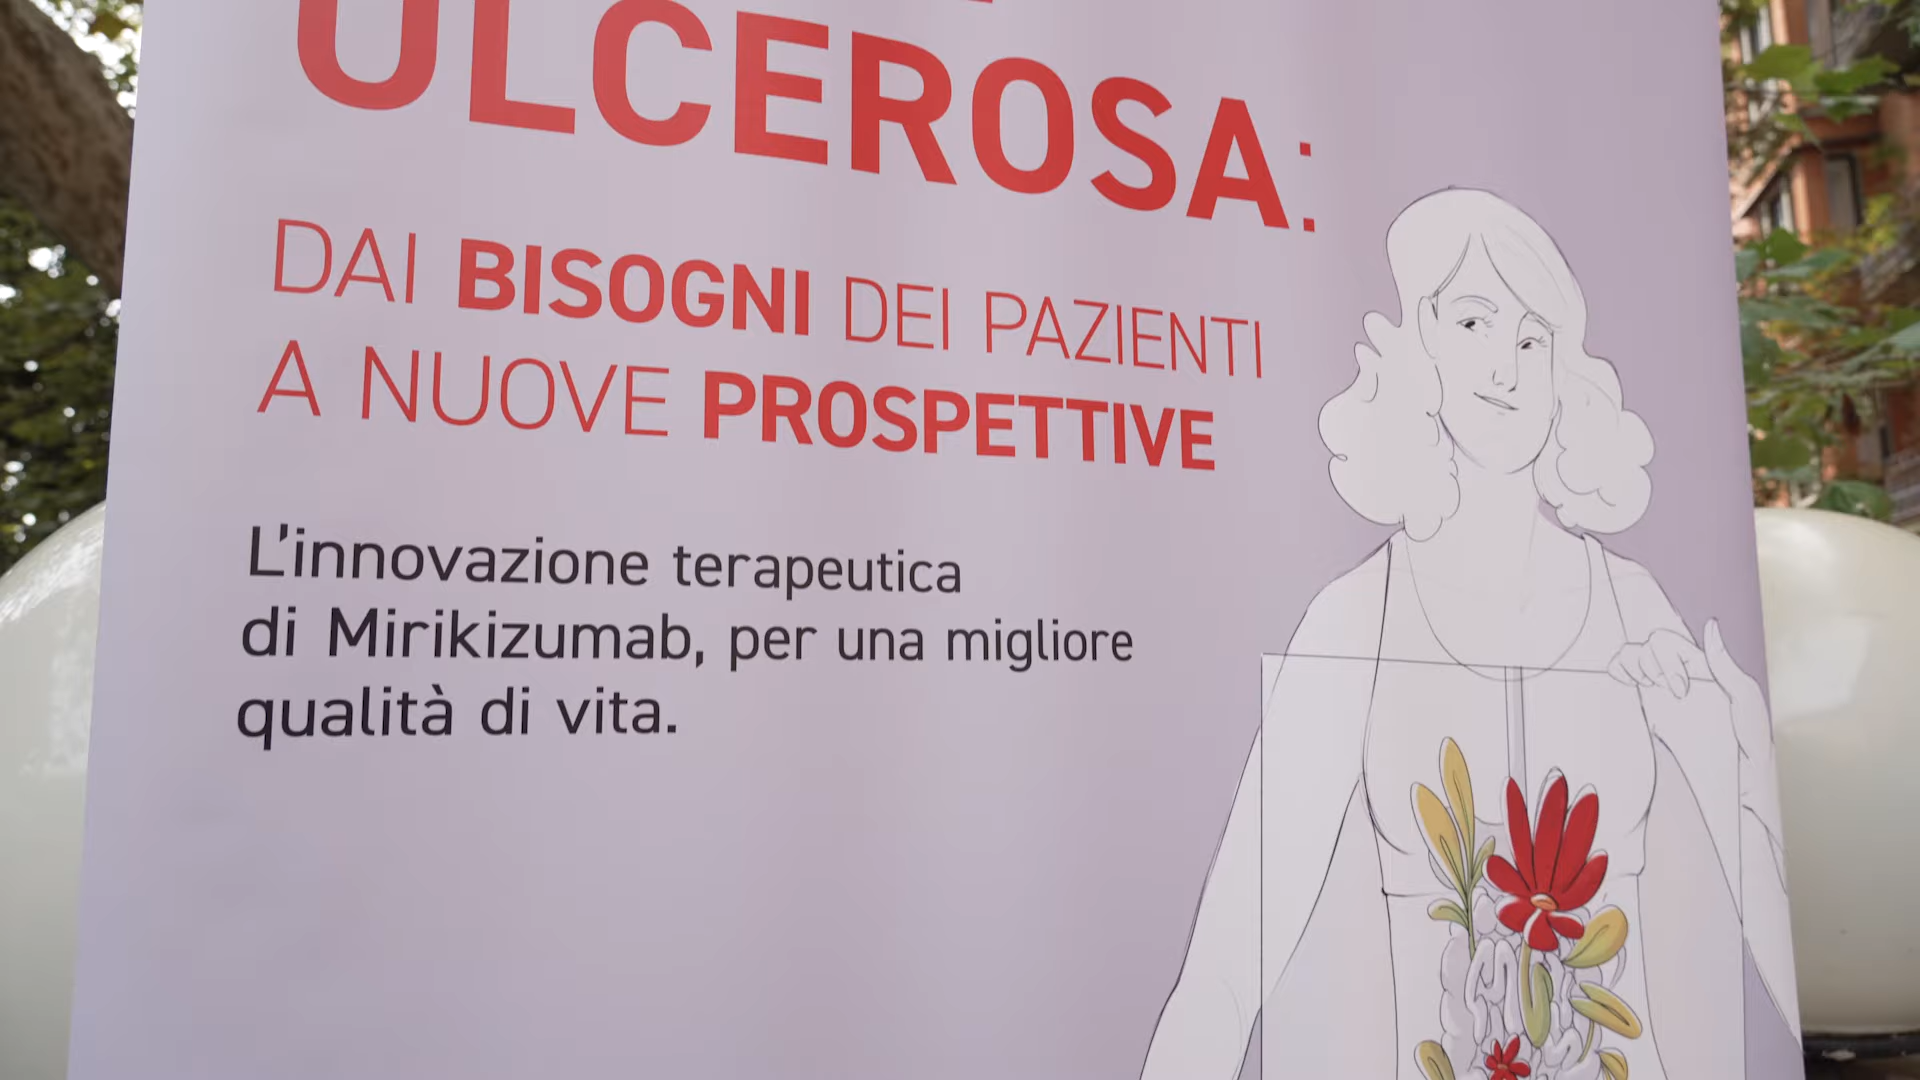 ULCEROSA:
DAI BISOGNI DEI PAZIENTI
A NUOVE PROSPETTIVE
L'innovazione terapeutica
di Mirikizumab, per una migliore
qualità di vita.